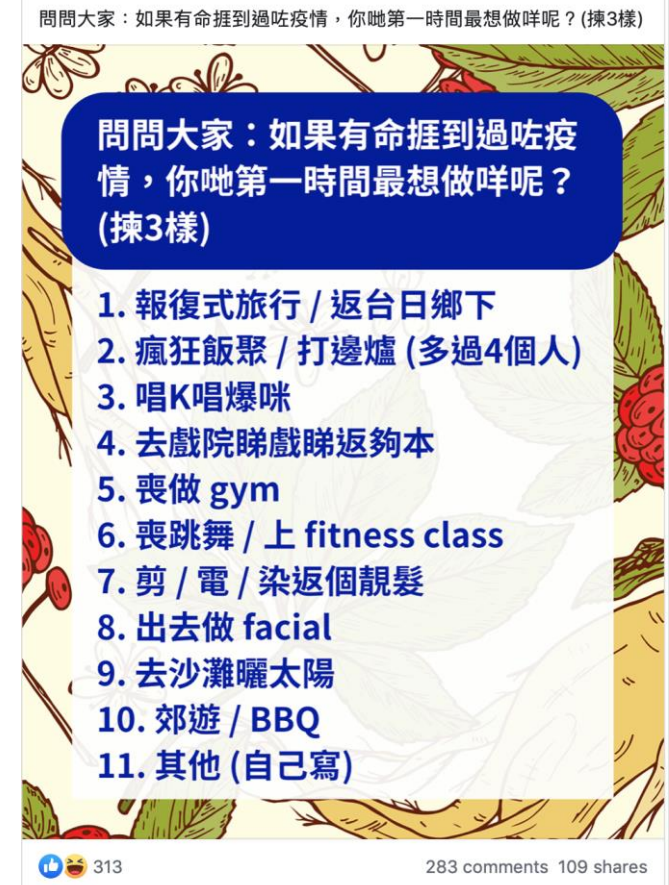 問問大家：如果有命捱到過咗疫情，你哋第一時間最想做咩呢？(揀3樣)
問問大家：如果有命捱到過咗疫
情，你哋第一時間最想做咩呢？
(揀3樣)
1. 報復式旅行 / 返台日鄉下
2. 瘋狂飯聚 / 打邊爐 (多過4個人)
3. 唱K唱爆咪
4. 去戲院睇戲睇返夠本
5. 喪做 gym
6. 喪跳舞 / 上 fitness class
7. 剪 / 電 / 染返個靚髮
8. 出去做 facial
9. 去沙灘曬太陽
10. 郊遊 / BBQ
11. 其他 (自己寫)
313
283 comments 109 shares